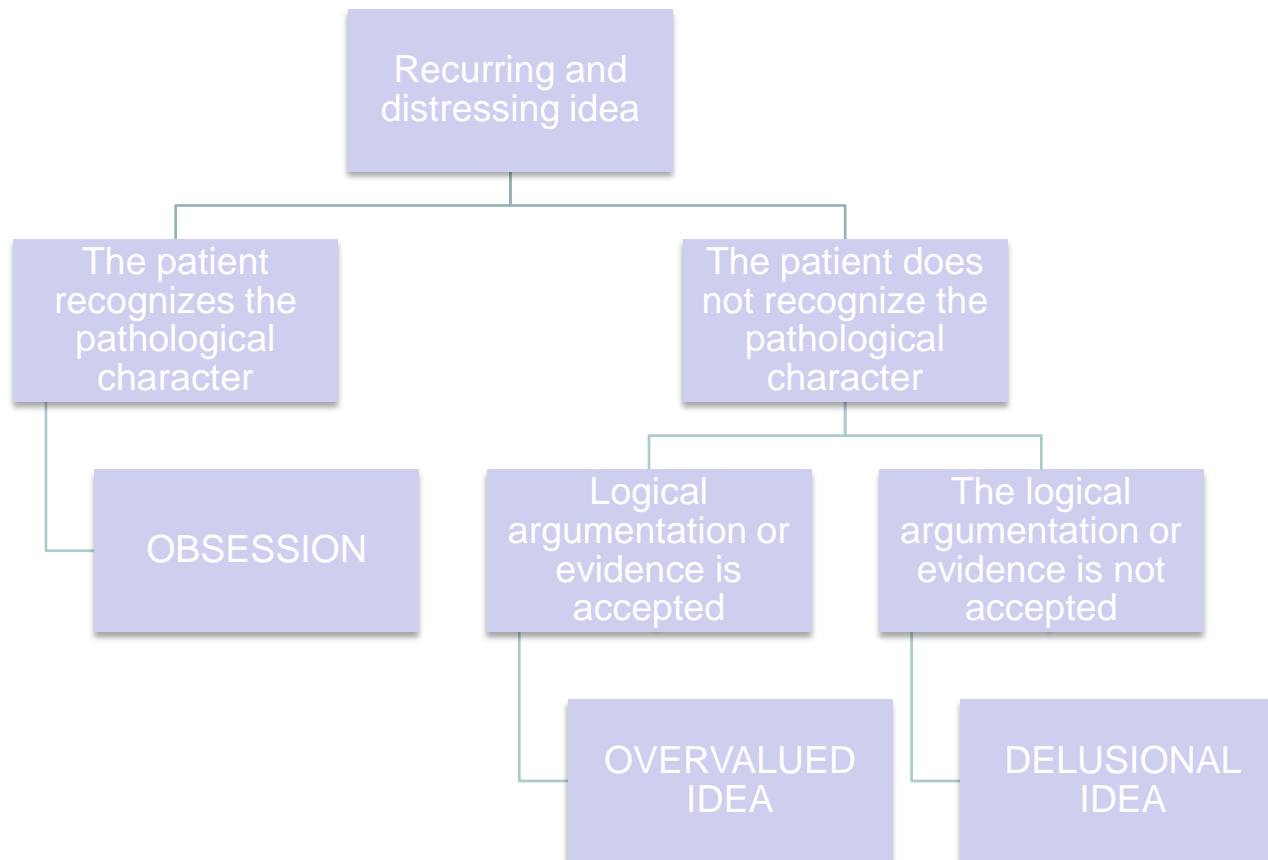 Recurring and
distressing idea
The patient
recognizes the
pathological
character
The patient does
not recognize the
pathological
character
OBSESSION
Logical
argumentation or
evidence is
accepted
The logical
argumentation or
evidence is not
accepted
OVERVALUED
IDEA
DELUSIONAL
IDEA